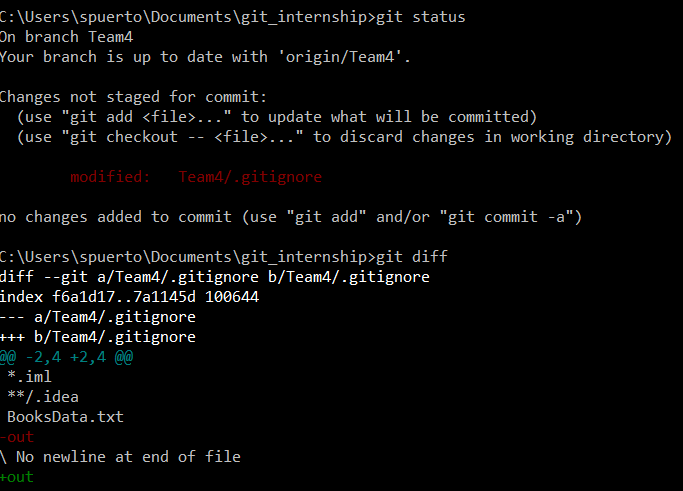 C:\Users\spuerto\Documents\git_internship>git status
On branch Team4
Your branch is up to date with 'origin/Team4'.
Changes not staged for commit:
  (use "git add <file>..." to update what will be committed)
  (use "git checkout -- <file>..." to discard changes in working directory)
        modified:   Team4/.gitignore
no changes added to commit (use "git add" and/or "git commit -a")
C:\Users\spuerto\Documents\git_internship>git diff
diff --git a/Team4/.gitignore b/Team4/.gitignore
index f6a1d17..7a1145d 100644
--- a/Team4/.gitignore
+++ b/Team4/.gitignore
@@ -2,4 +2,4 @@
 *.iml
 **/.idea
 BooksData.txt
-out
\ No newline at end of file
+out